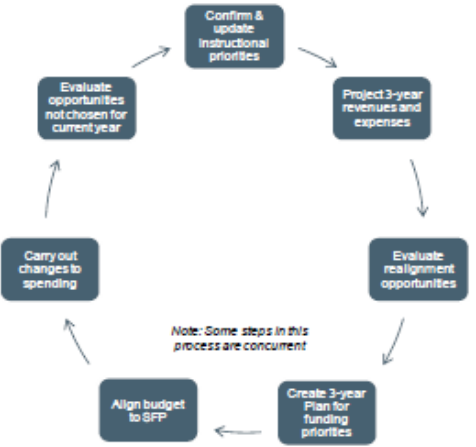 Confirm &
update
instructional
priorities
Project 3-year
revenues and
expenses
Evaluate
realignment
opportunities
Create 3-year
Plan for
funding
priorities
Align budget
to SFP
Carry out
changes to
spending
Evaluate
opportunities
not chosen for
current year
Note: Some steps in this
process are concurrent